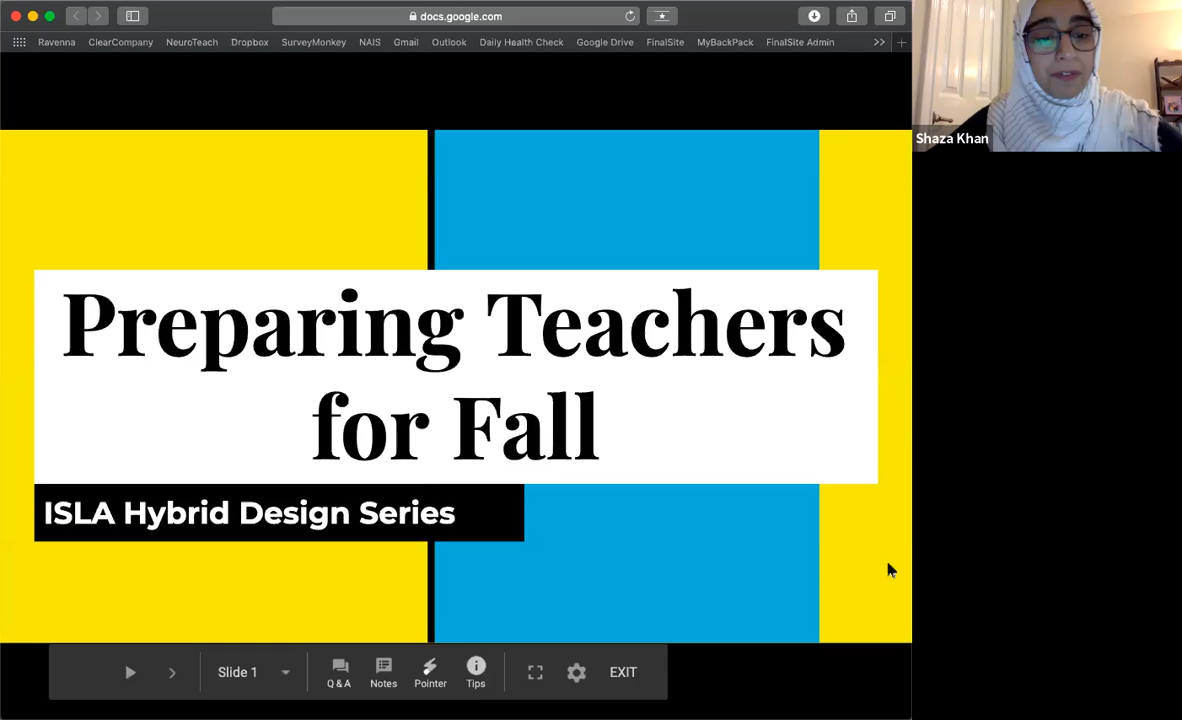 docs.google.com
Ravenna ClearCompany NeuroTeach Dropbox SurveyMonkey NAIS Gmail Outlook Daily Health Check Google Drive FinalSite MyBackPack FinalSite Admin
Shaza Khan
Preparing Teachers
for Fall
ISLA Hybrid Design Series
Slide 1
Q & A
Notes
Pointer
Tips
EXIT